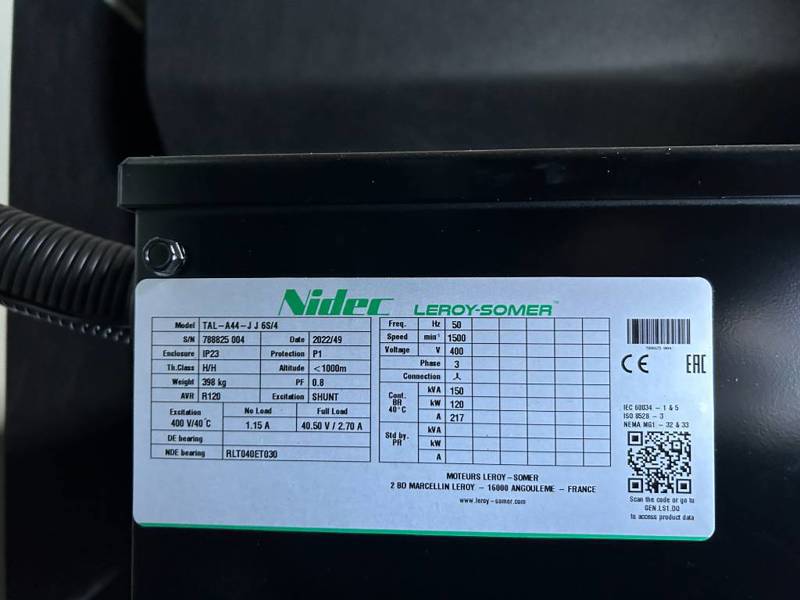 Nidec LEROY-SOMER™
Model TAL-A44-J J 6S/4
S/N 788825 004 Date 2022/49
Enclosure IP23 Protection P1
Th.Class H/H Altitude <1000m
Weight 398 kg PF 0.8
AVR R120 Excitation SHUNT
Excitation No Load Full Load
400 V/40°C 1.15 A 40.50 V / 2.70 A
DE bearing
NDE bearing RLT040ET030
Freq. Hz 50
Speed min⁻¹ 1500
Voltage V 400
Phase 3
Connection
Cont. BR 40°C
kVA 150
kW 120
A 217
Std by. PR
kVA
kW
A
CE EAC
IEC 60034 - 1 & 5
ISO 8528 - 3
NEMA MG1 - 32 & 33
Scan the code or go to
GEN.LS1.DO
to access product data
MOTEURS LEROY-SOMER
2 BD MARCELLIN LEROY - 16000 ANGOULEME - FRANCE
www.leroy-somer.com